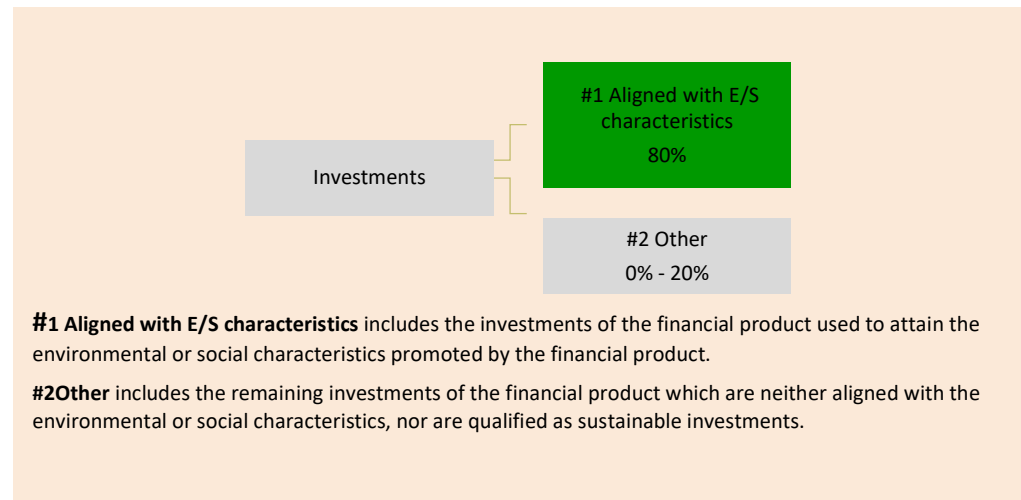 #1 Aligned with E/S
characteristics
80%
Investments
#2 Other
0% - 20%
#1 Aligned with E/S characteristics includes the investments of the financial product used to attain the
environmental or social characteristics promoted by the financial product.
#2Other includes the remaining investments of the financial product which are neither aligned with the
environmental or social characteristics, nor are qualified as sustainable investments.